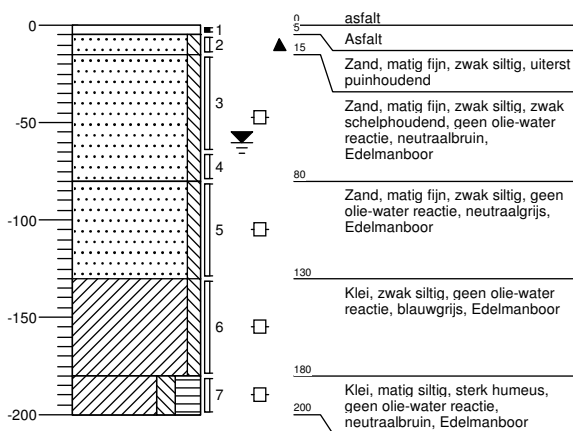 0
-50
-100
-150
-200
1
2
3
4
5
6
7
0
asfalt
5
Asfalt
15
Zand, matig fijn, zwak siltig, uiterst
puinhoudend
Zand, matig fijn, zwak siltig, zwak
schelphoudend, geen olie-water
reactie, neutraalbruin,
Edelmanboor
80
Zand, matig fijn, zwak siltig, geen
olie-water reactie, neutraalgrijs,
Edelmanboor
130
Klei, zwak siltig, geen olie-water
reactie, blauwgrijs, Edelmanboor
180
Klei, matig siltig, sterk humeus,
geen olie-water reactie,
neutraalbruin, Edelmanboor
200